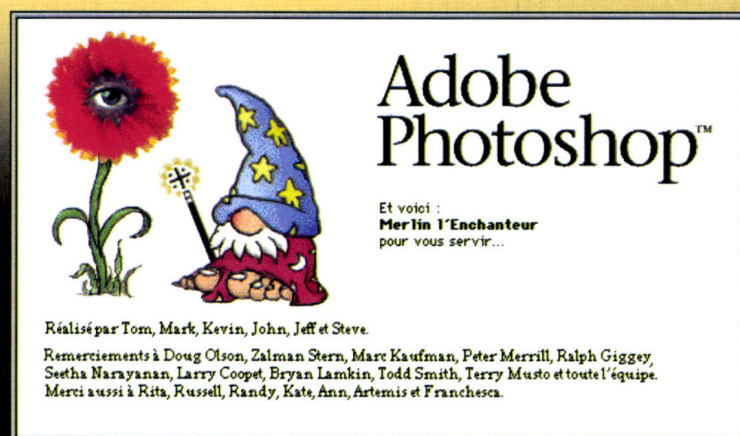 Adobe
Photoshop™
Et voici :
Merlin l'Enchanteur
pour vous servir...
Réalisé par Tom, Mark, Kevin, John, Jeff et Steve.
Remerciements à Doug Olson, Zalman Stern, Marc Kaufman, Peter Merrill, Ralph Giggey,
Seetha Narayanan, Larry Coopet, Bryan Lamkin, Todd Smith, Terry Musto et toute l'équipe.
Merci aussi à Rita, Russell, Randy, Kate, Ann, Artemis et Franchesca.